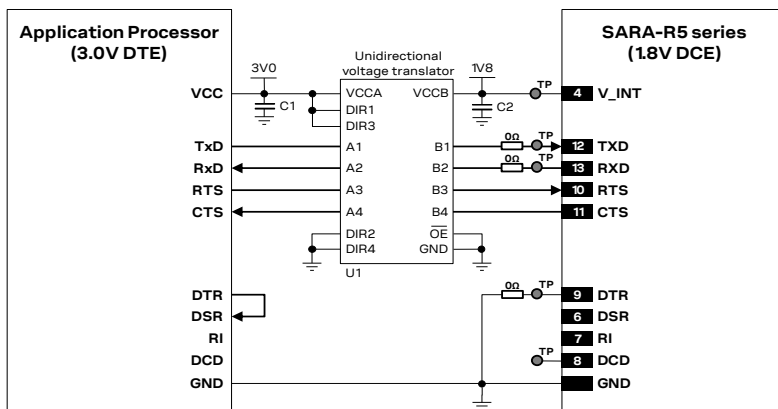 Application Processor
(3.0V DTE)
VCC
TxD
RxD
RTS
CTS
DTR
DSR
RI
DCD
GND
3V0
C1
Unidirectional
voltage translator
VCCA
DIR1
DIR3
A1
A2
A3
A4
DIR2
DIR4
U1
VCCB
B1
B2
B3
B4
OE
GND
1V8
C2
TP
0Ω
TP
0Ω
TP
0Ω
TP
TP
SARA-R5 series
(1.8V DCE)
4 V_INT
12 TXD
13 RXD
10 RTS
11 CTS
9 DTR
6 DSR
7 RI
8 DCD
GND